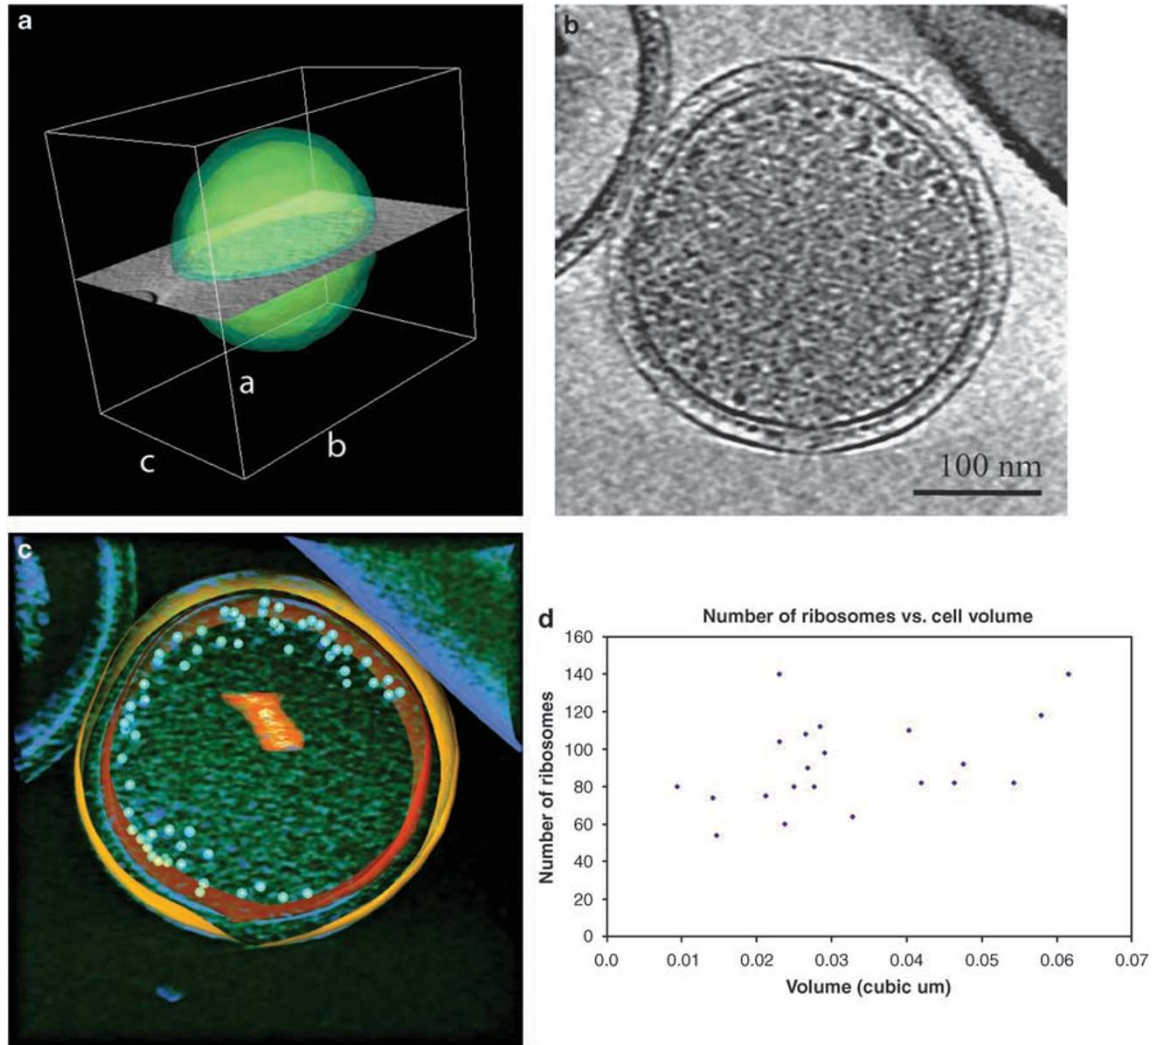 a
a
b
c
b
100 nm
c
d
Number of ribosomes vs. cell volume
160
140
120
100
80
60
40
20
0
Number of ribosomes
0.0
0.01
0.02
0.03
0.04
0.05
0.06
0.07
Volume (cubic um)